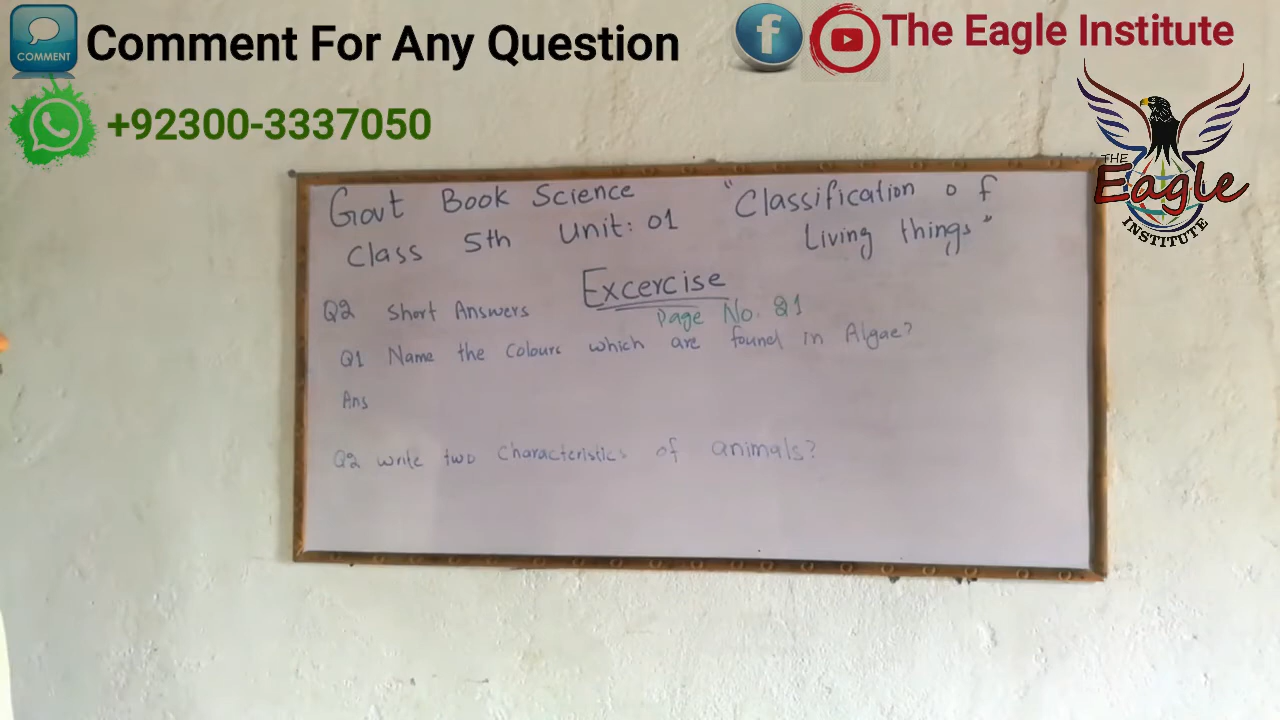 COMMENT
Comment For Any Question
The Eagle Institute
+92300-3337050
THE
Eagle
INSTITUTE
Govt Book Science
"Classification of
Living things"
Class 5th Unit: 01
Excercise
Q2 Short Answers
Page No. 21
Q1 Name the Colours which are found in Algae?
Ans
Q2 write two characteristics of animals?